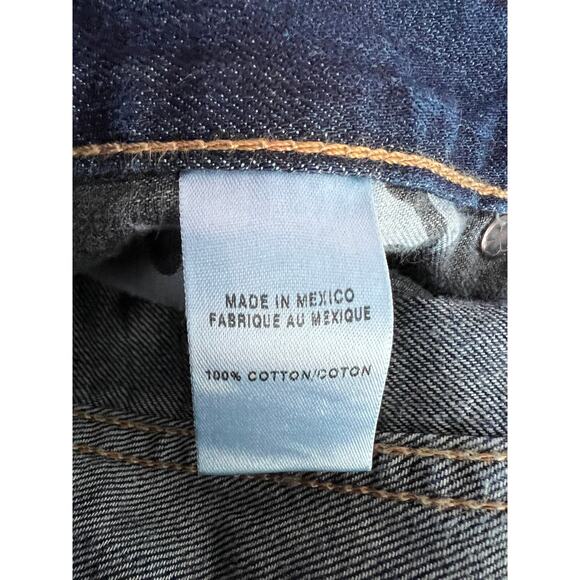 MADE IN MEXICO
FABRIQUE AU MEXIQUE
100% COTTON/COTON